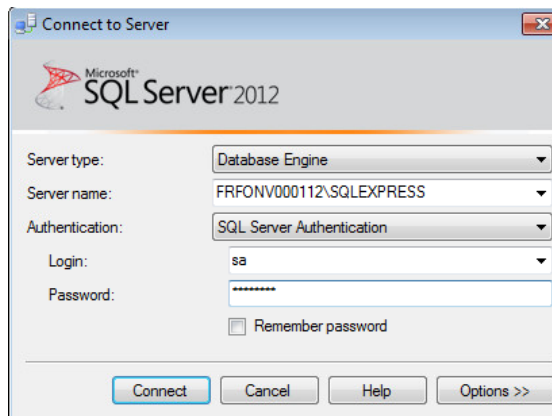 Connect to Server
Microsoft®
SQL Server® 2012
Server type: Database Engine
Server name: FRFONV000112\SQLEXPRESS
Authentication: SQL Server Authentication
Login: sa
Password: ********
Remember password
Connect Cancel Help Options >>